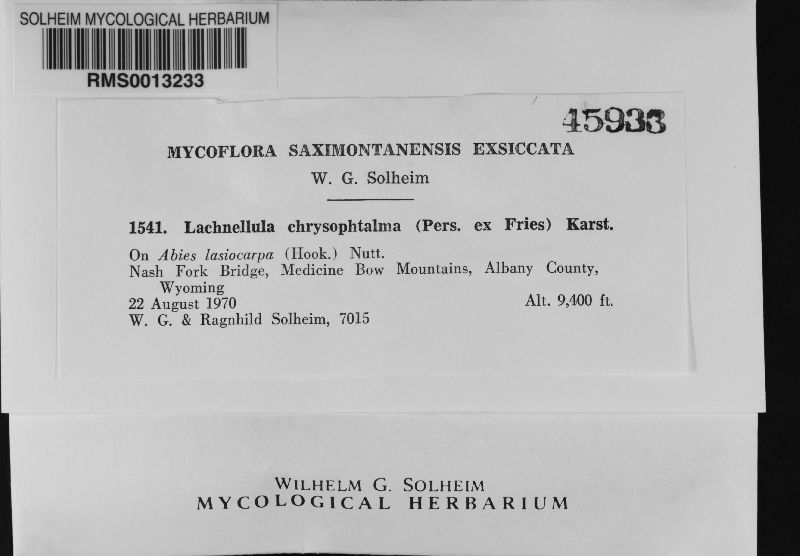 SOLHEIM MYCOLOGICAL HERBARIUM
RMS0013233
45933
MYCOFLORA SAXIMONTANENSIS EXSICCATA
W. G. Solheim
1541. Lachnellula chrysophtalma (Pers. ex Fries) Karst.
On Abies lasiocarpa (Hook.) Nutt.
Nash Fork Bridge, Medicine Bow Mountains, Albany County,
Wyoming
22 August 1970 Alt. 9,400 ft.
W. G. & Ragnhild Solheim, 7015
WILHELM G. SOLHEIM
MYCOLOGICAL HERBARIUM